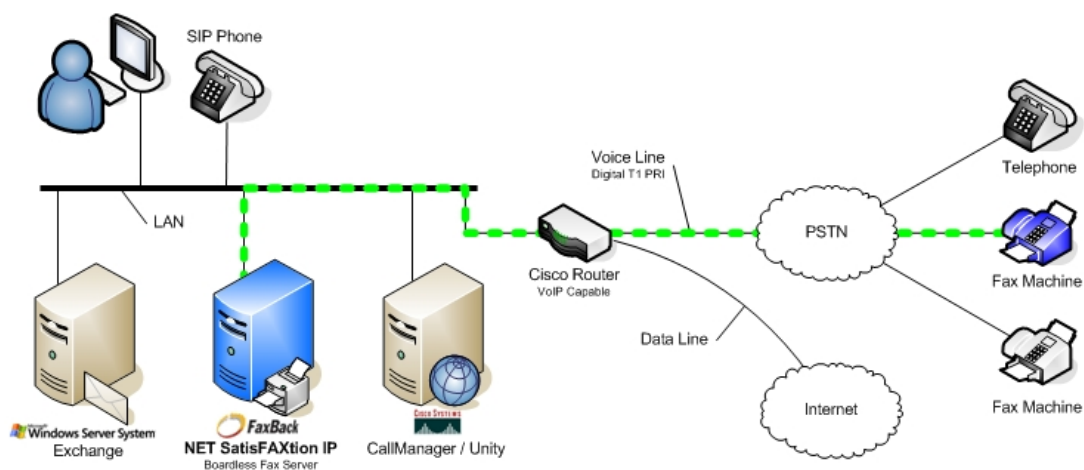 SIP Phone
Voice Line
Digital T1 PRI
Telephone
LAN
PSTN
Cisco Router
VoIP Capable
Fax Machine
Data Line
Internet
Fax Machine
Microsoft
Windows Server System
Exchange
FaxBack
NET SatisFAXtion IP
Boardless Fax Server
CISCO SYSTEMS
CallManager / Unity